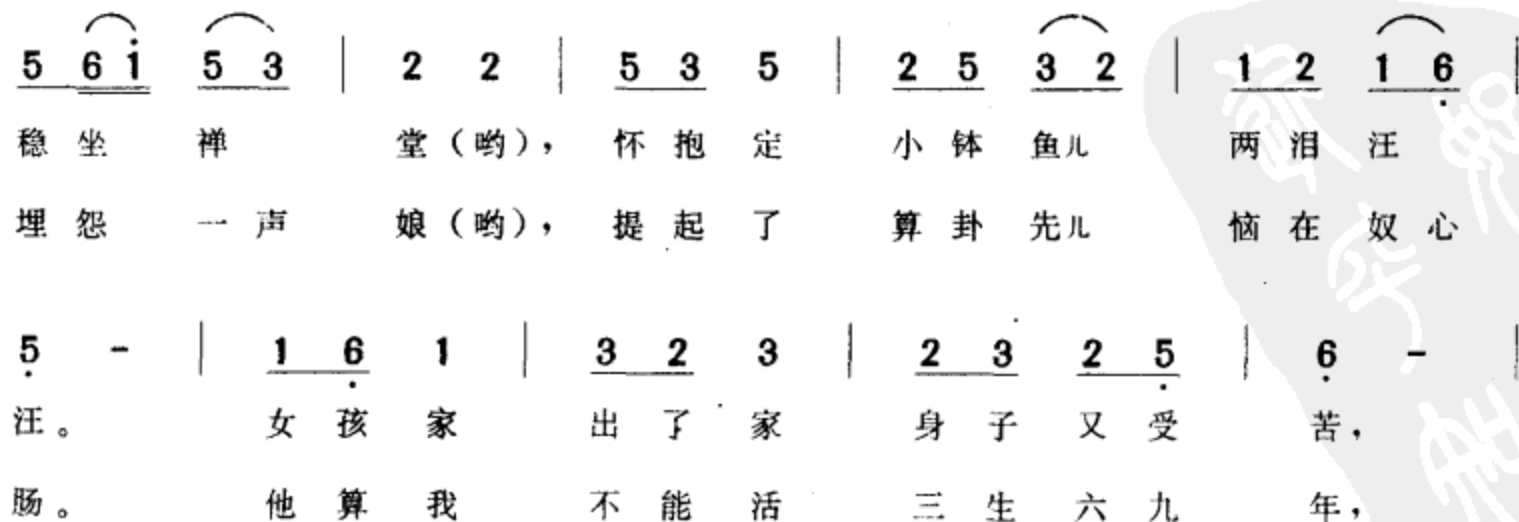 5 6 1̇ 5 3 | 2 2 | 5 3 5 | 2 5 3 2 | 1 2 1 6̣ |
稳坐 禅 堂(哟), 怀抱定 小钵鱼儿 两泪汪
埋怨 一声 娘(哟), 提起了 算卦先儿 恼在奴心
5̣ - | 1 6̣ 1 | 3 2 3 | 2 3 2 5̣ | 6̣ - |
汪。 女孩家 出了家 身子又受 苦,
肠。 他算我 不能活 三生六九 年,